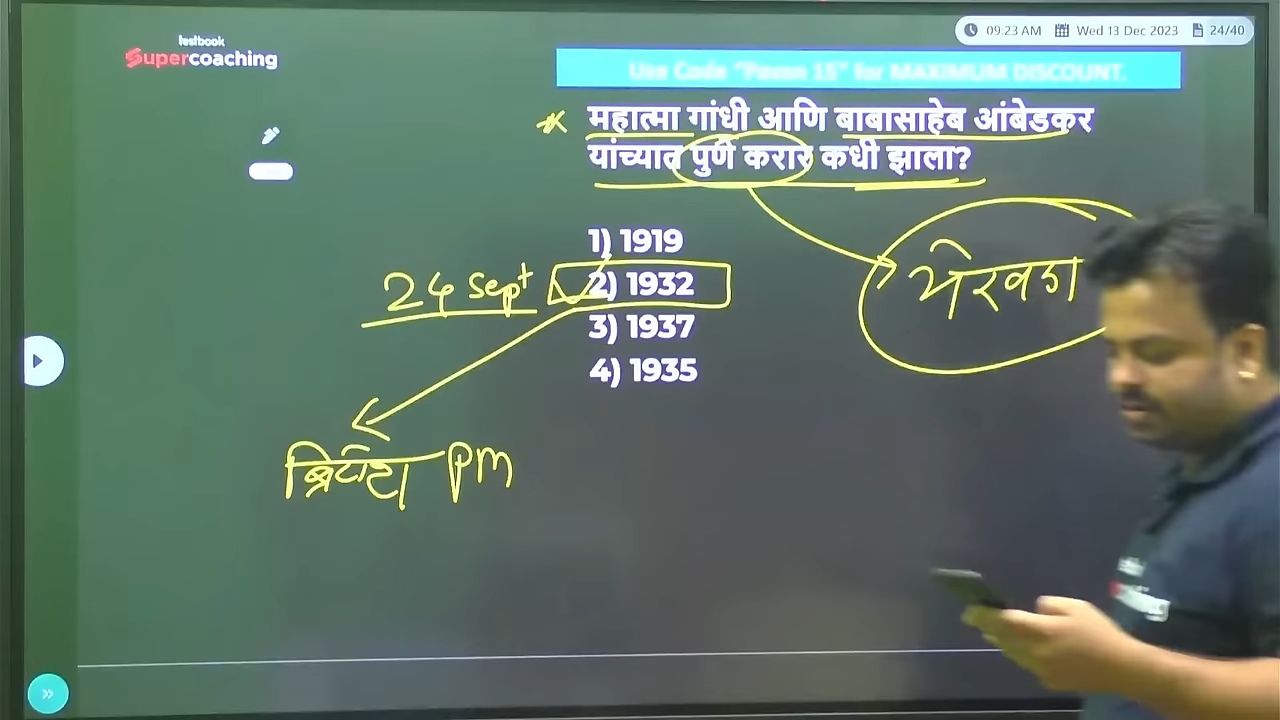 testbook
Supercoaching
09.23 AM Wed 13 Dec 2023 24/40
Use Code "Pavan 15" for MAXIMUM DISCOUNT.
महात्मा गांधी आणि बाबासाहेब आंबेडकर
यांच्यात पुणे करार कधी झाला?
1) 1919
2) 1932
3) 1937
4) 1935
24 Sept
येरवडा
ब्रिटीश PM